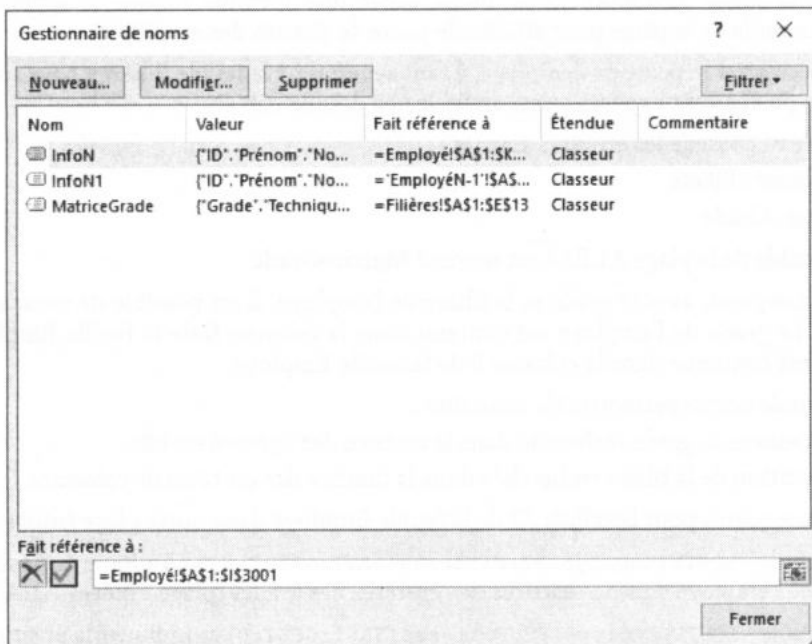 Gestionnaire de noms ? ×
Nouveau... Modifier... Supprimer Filtrer
Nom Valeur Fait référence à Étendue Commentaire
InfoN {"ID"."Prénom"."No... =Employé!$A$1:$K... Classeur
InfoN1 {"ID"."Prénom"."No... ='EmployéN-1'!$A$... Classeur
MatriceGrade {"Grade"."Techniqu... =Filières!$A$1:$E$13 Classeur
Fait référence à :
=Employé!$A$1:$I$3001
Fermer